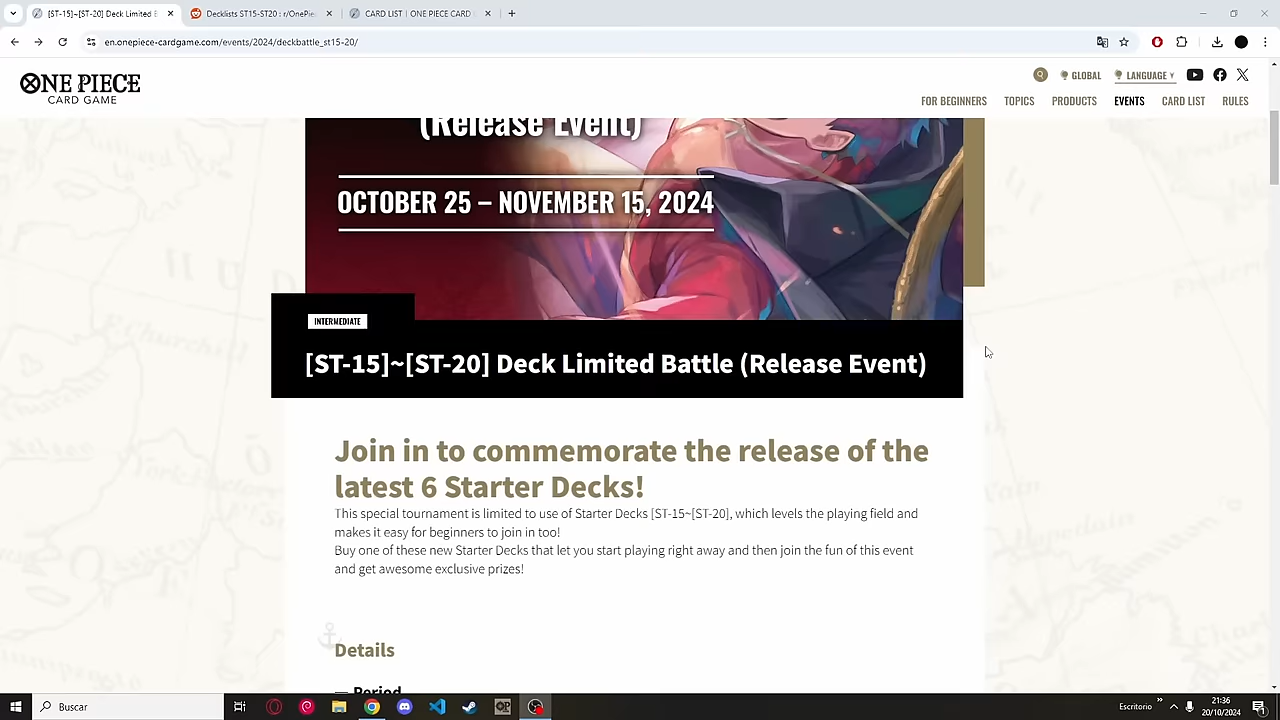 [ST-15]~[ST-20] Deck Limited B
Decklists ST15-ST20 : r/OnePie
CARD LIST | ONE PIECE CARD
en.onepiece-cardgame.com/events/2024/deckbattle_st15-20/
ONE PIECE
CARD GAME
GLOBAL
LANGUAGE
FOR BEGINNERS
TOPICS
PRODUCTS
EVENTS
CARD LIST
RULES
(Release Event)
OCTOBER 25 – NOVEMBER 15, 2024
INTERMEDIATE
[ST-15]~[ST-20] Deck Limited Battle (Release Event)
Join in to commemorate the release of the
latest 6 Starter Decks!
This special tournament is limited to use of Starter Decks [ST-15~[ST-20], which levels the playing field and
makes it easy for beginners to join in too!
Buy one of these new Starter Decks that let you start playing right away and then join the fun of this event
and get awesome exclusive prizes!
Details
— Period
Buscar
Escritorio
21:36
20/10/2024